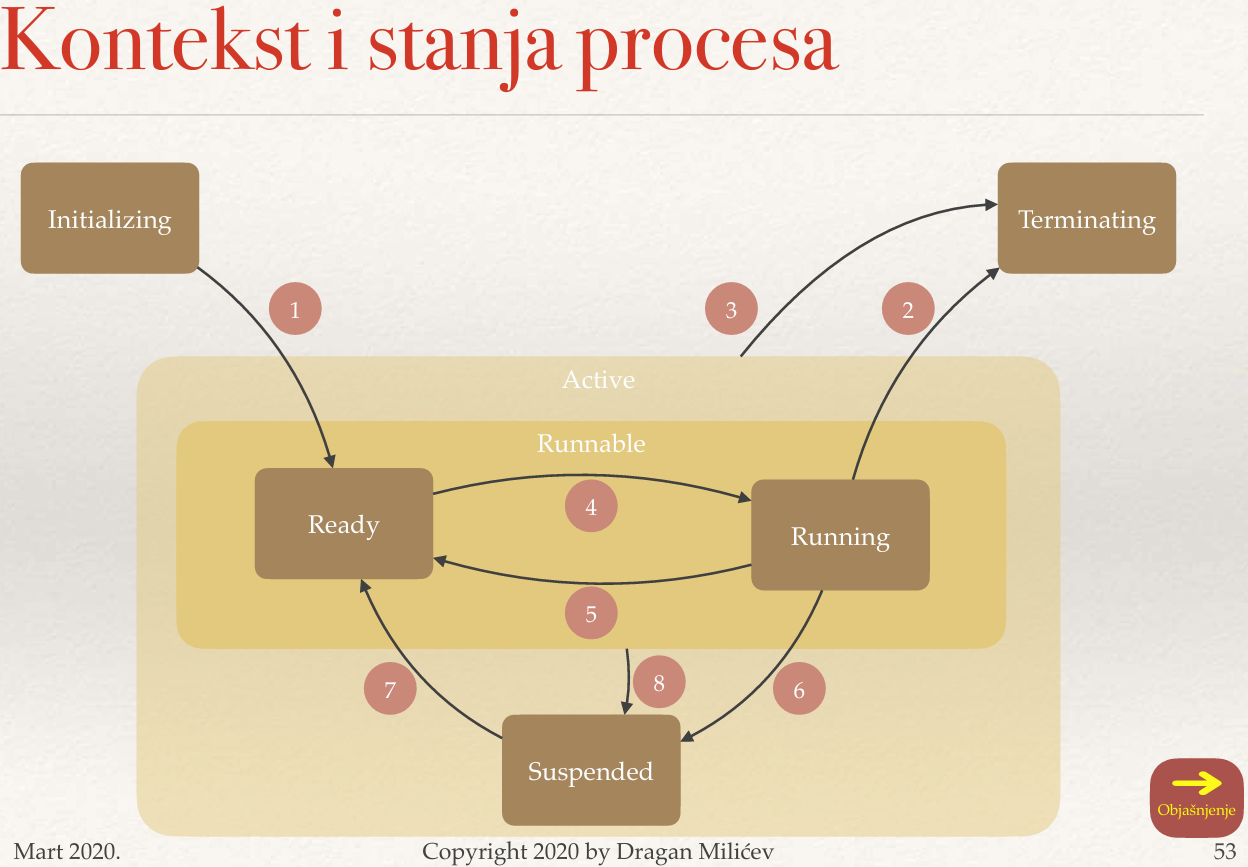 Kontekst i stanja procesa
Initializing
Terminating
1
3
2
Active
Runnable
Ready
4
Running
5
7
8
6
Suspended
Objašnjenje
Mart 2020.
Copyright 2020 by Dragan Milićev
53